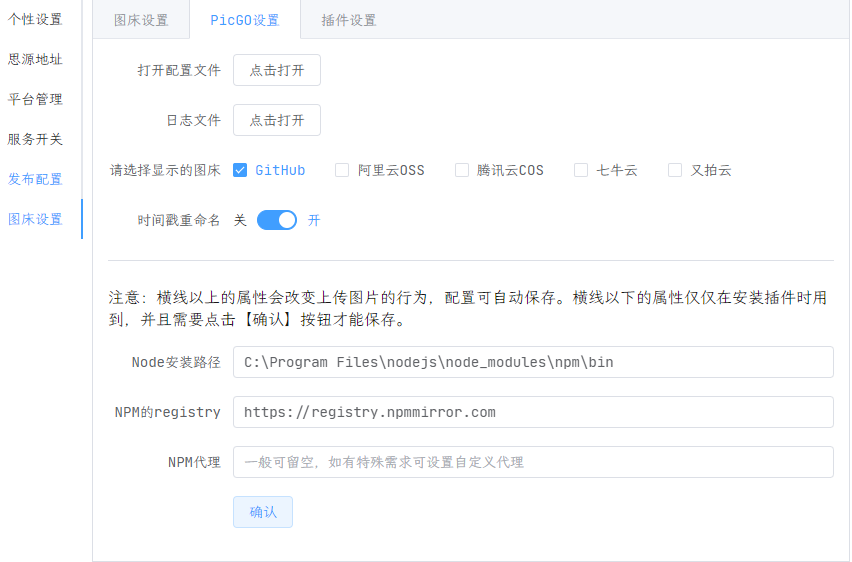 个性设置
思源地址
平台管理
服务开关
发布配置
图床设置
图床设置 PicGO设置 插件设置
打开配置文件 点击打开
日志文件 点击打开
请选择显示的图床 GitHub 阿里云OSS 腾讯云COS 七牛云 又拍云
时间戳重命名 关 开
注意: 横线以上的属性会改变上传图片的行为, 配置可自动保存。横线以下的属性仅仅在安装插件时用
到, 并且需要点击【确认】按钮才能保存。
Node安装路径 C:\Program Files\nodejs\node_modules\npm\bin
NPM的registry https://registry.npmmirror.com
NPM代理 一般可留空, 如有特殊需求可设置自定义代理
确认